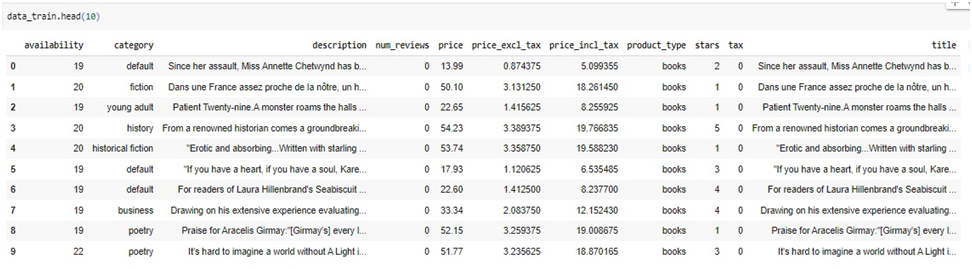 data_train.head(10)
availability category description num_reviews price price_excl_tax price_incl_tax product_type stars tax title
0 19 default Since her assault, Miss Annette Chetwynd has b... 0 13.99 0.874375 5.099355 books 2 0 Since her assault, Miss Annette Chetwynd has b...
1 20 fiction Dans une France assez proche de la nôtre, un h... 0 50.10 3.131250 18.261450 books 1 0 Dans une France assez proche de la nôtre, un h...
2 19 young adult Patient Twenty-nine.A monster roams the halls ... 0 22.65 1.415625 8.255925 books 1 0 Patient Twenty-nine.A monster roams the halls ...
3 20 history From a renowned historian comes a groundbreaki... 0 54.23 3.389375 19.766835 books 5 0 From a renowned historian comes a groundbreaki...
4 20 historical fiction "Erotic and absorbing...Written with starling ... 0 53.74 3.358750 19.588230 books 1 0 "Erotic and absorbing...Written with starling ...
5 19 default "If you have a heart, if you have a soul, Kare... 0 17.93 1.120625 6.535485 books 3 0 "If you have a heart, if you have a soul, Kare...
6 19 default For readers of Laura Hillenbrand's Seabiscuit ... 0 22.60 1.412500 8.237700 books 4 0 For readers of Laura Hillenbrand's Seabiscuit ...
7 19 business Drawing on his extensive experience evaluating... 0 33.34 2.083750 12.152430 books 4 0 Drawing on his extensive experience evaluating...
8 19 poetry Praise for Aracelis Girmay:"[Girmay's] every l... 0 52.15 3.259375 19.008675 books 1 0 Praise for Aracelis Girmay:"[Girmay's] every l...
9 22 poetry It's hard to imagine a world without A Light i... 0 51.77 3.235625 18.870165 books 3 0 It's hard to imagine a world without A Light i...